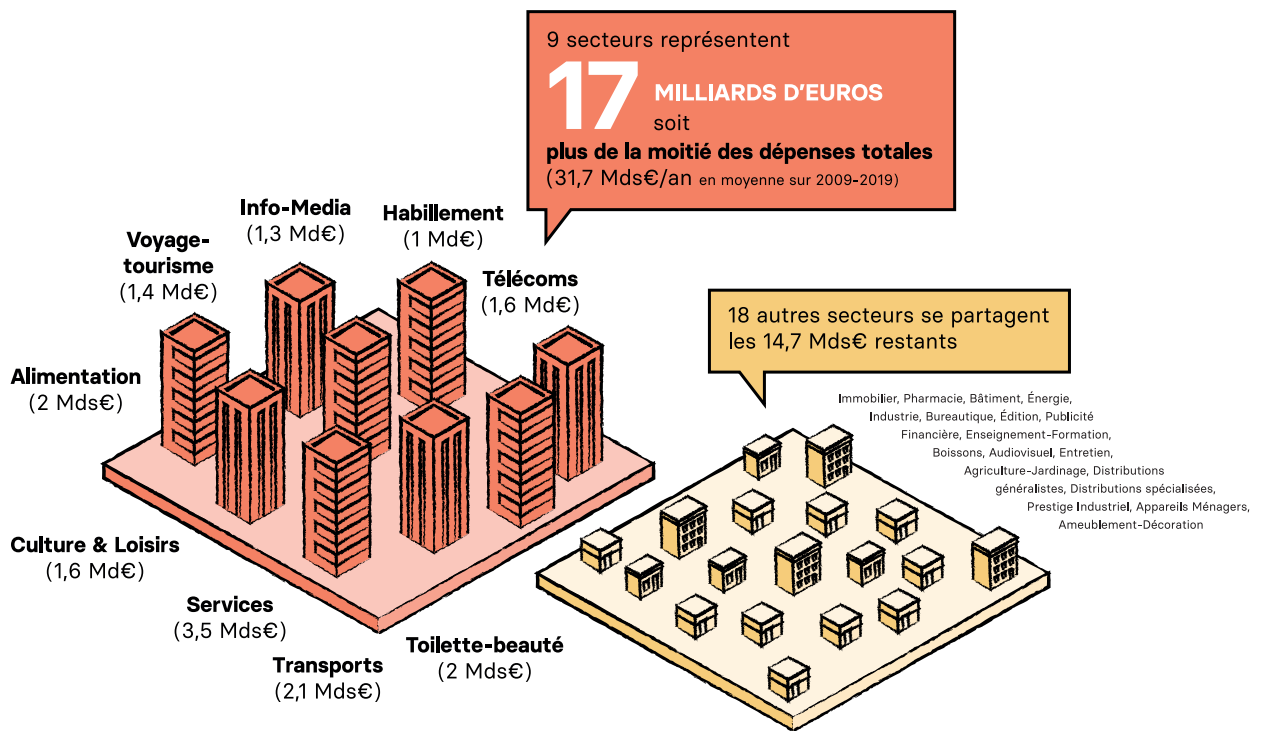 9 secteurs représentent
17 MILLIARDS D'EUROS
soit
plus de la moitié des dépenses totales
(31,7 Mds€/an en moyenne sur 2009-2019)
Info-Media
(1,3 Md€)
Habillement
(1 Md€)
Voyage-
tourisme
(1,4 Md€)
Télécoms
(1,6 Md€)
Alimentation
(2 Mds€)
Culture & Loisirs
(1,6 Md€)
Services
(3,5 Mds€)
Transports
(2,1 Mds€)
Toilette-beauté
(2 Mds€)
18 autres secteurs se partagent
les 14,7 Mds€ restants
Immobilier, Pharmacie, Bâtiment, Énergie,
Industrie, Bureautique, Édition, Publicité
Financière, Enseignement-Formation,
Boissons, Audiovisuel, Entretien,
Agriculture-Jardinage, Distributions
généralistes, Distributions spécialisées,
Prestige Industriel, Appareils Ménagers,
Ameublement-Décoration